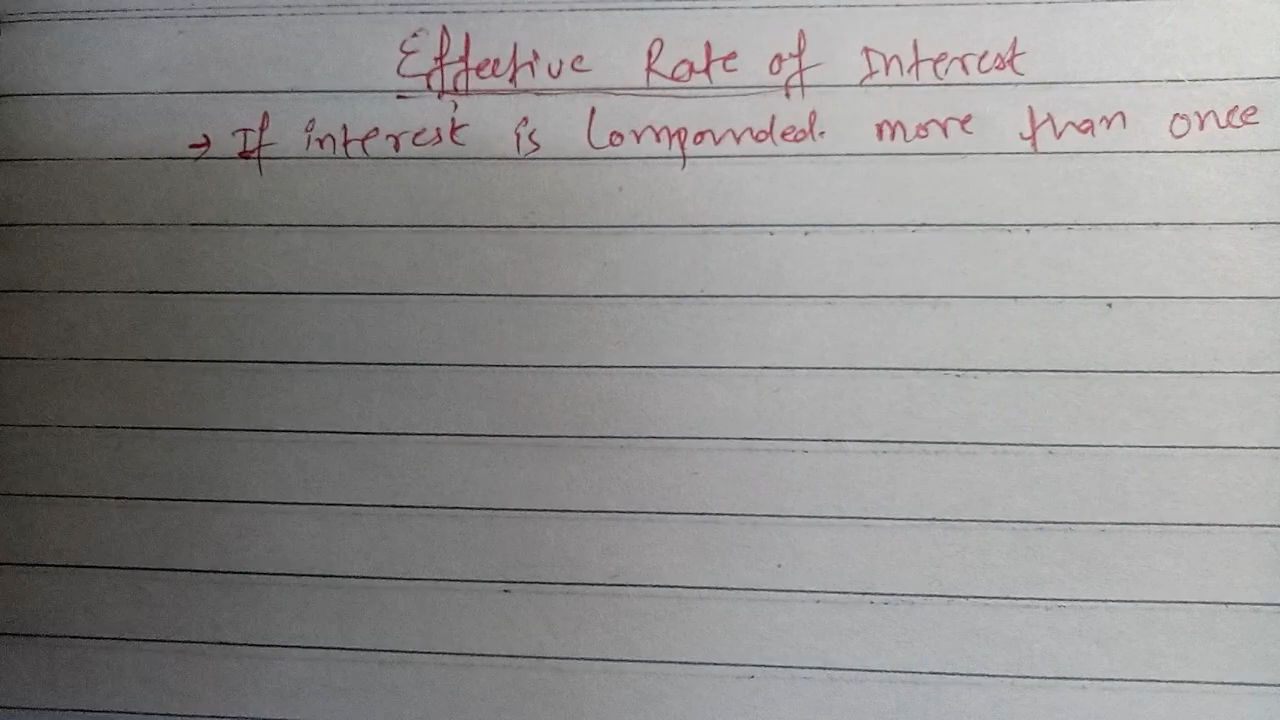 Effective Rate of Interest
→ If interest is Compounded. more than once